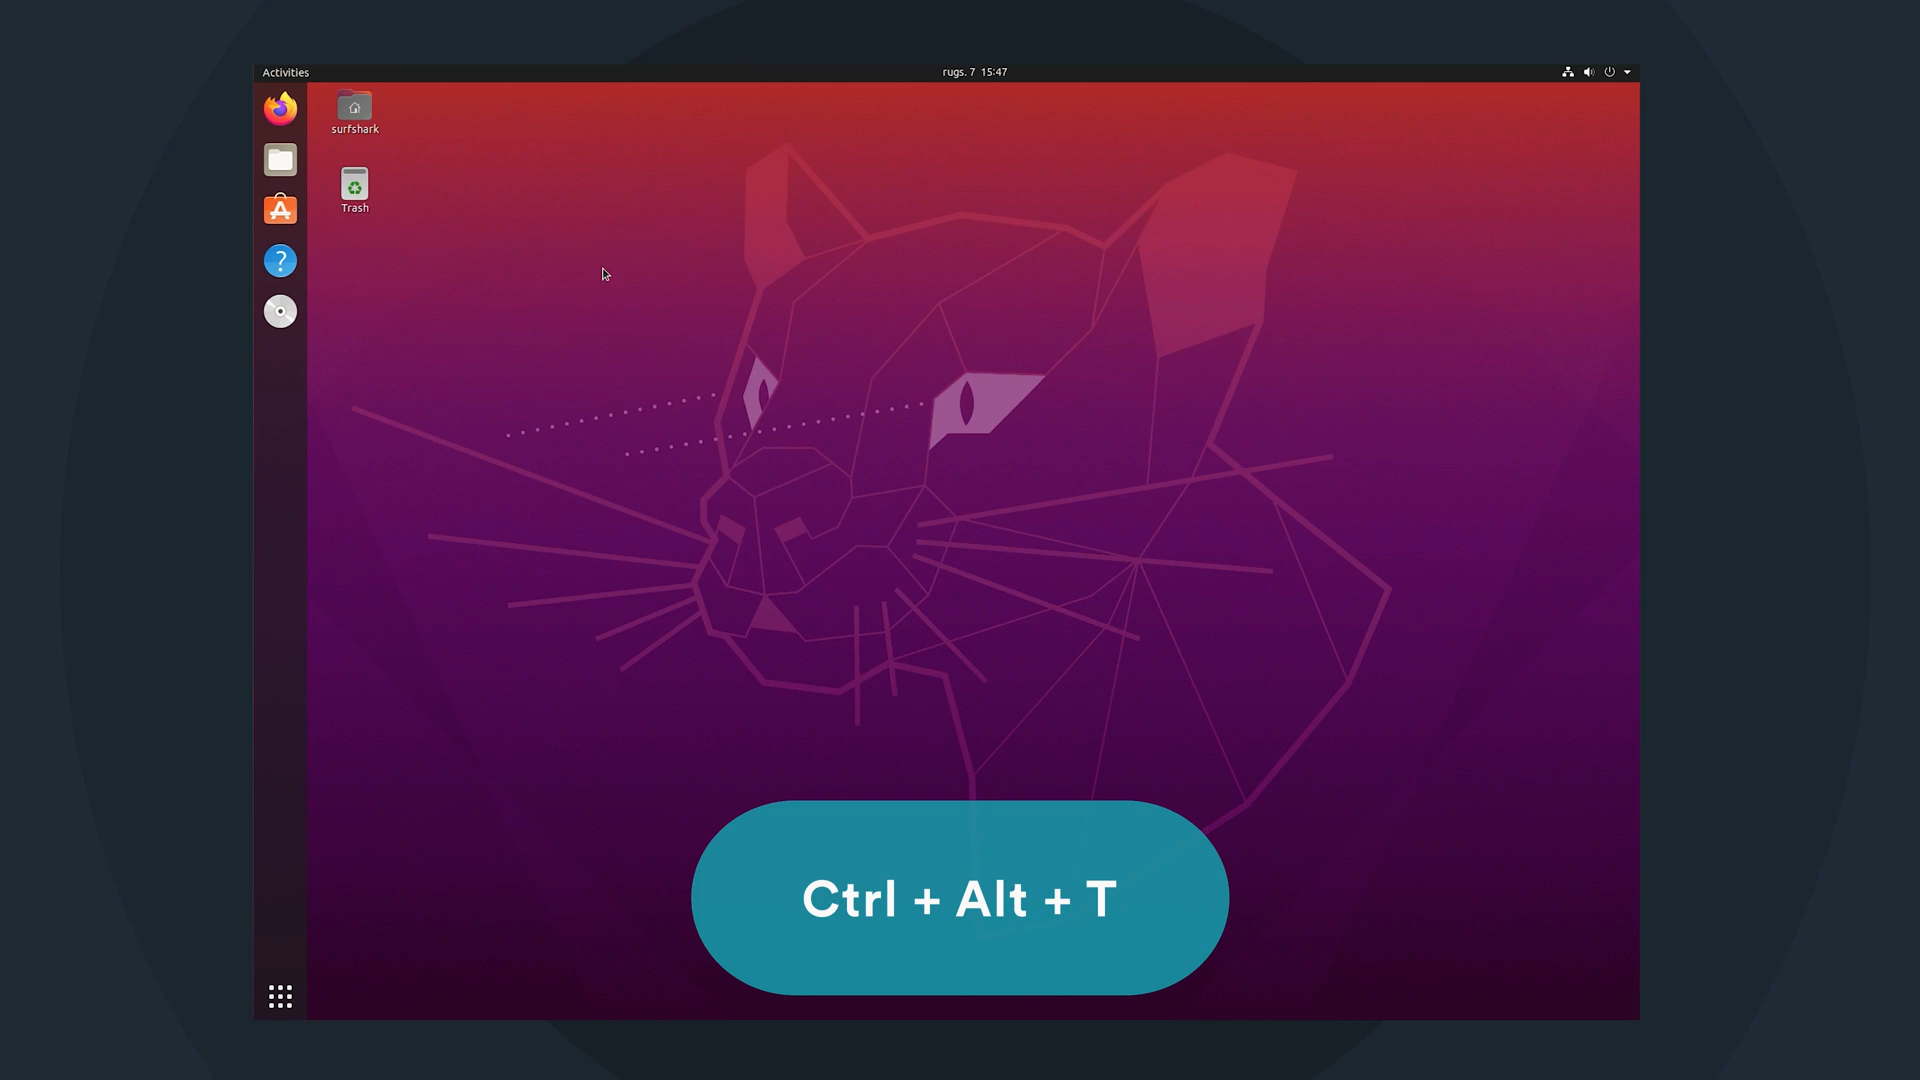 Activities
rugs. 7 15:47
surfshark
Trash
Ctrl + Alt + T